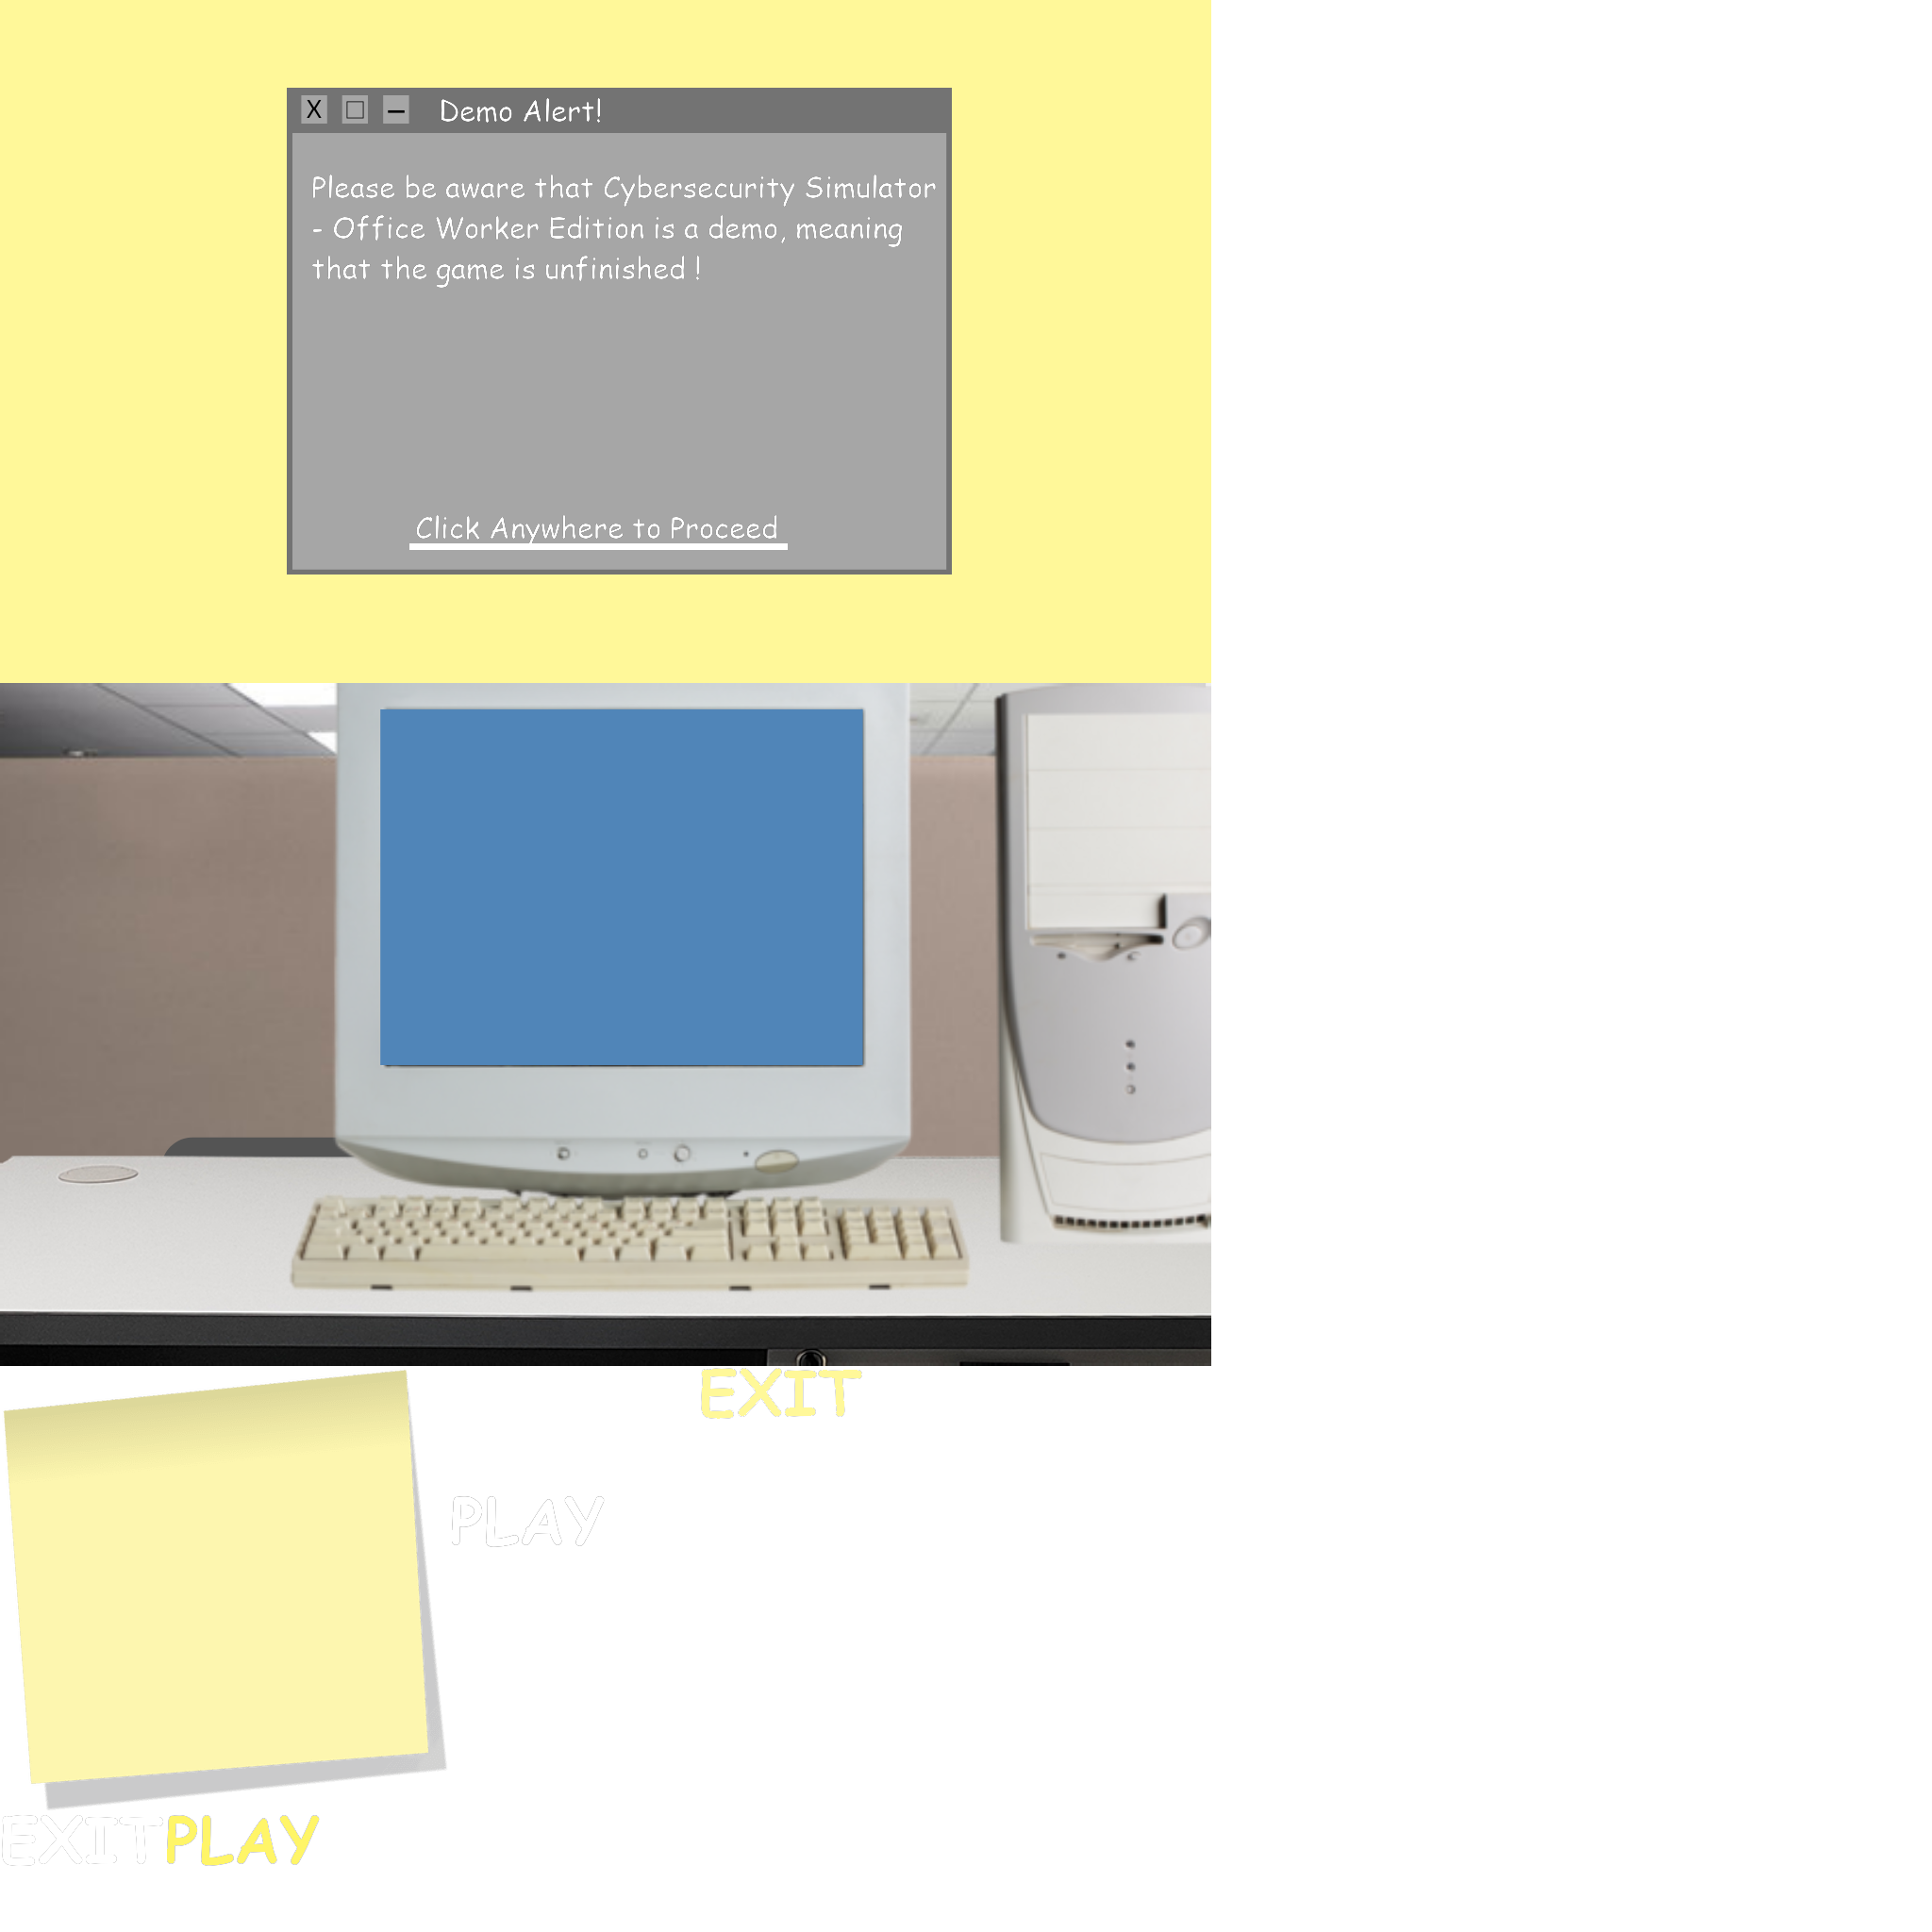 X □ – Demo Alert!
Please be aware that Cybersecurity Simulator
- Office Worker Edition is a demo, meaning
that the game is unfinished !
Click Anywhere to Proceed
EXIT
PLAY
EXIT PLAY